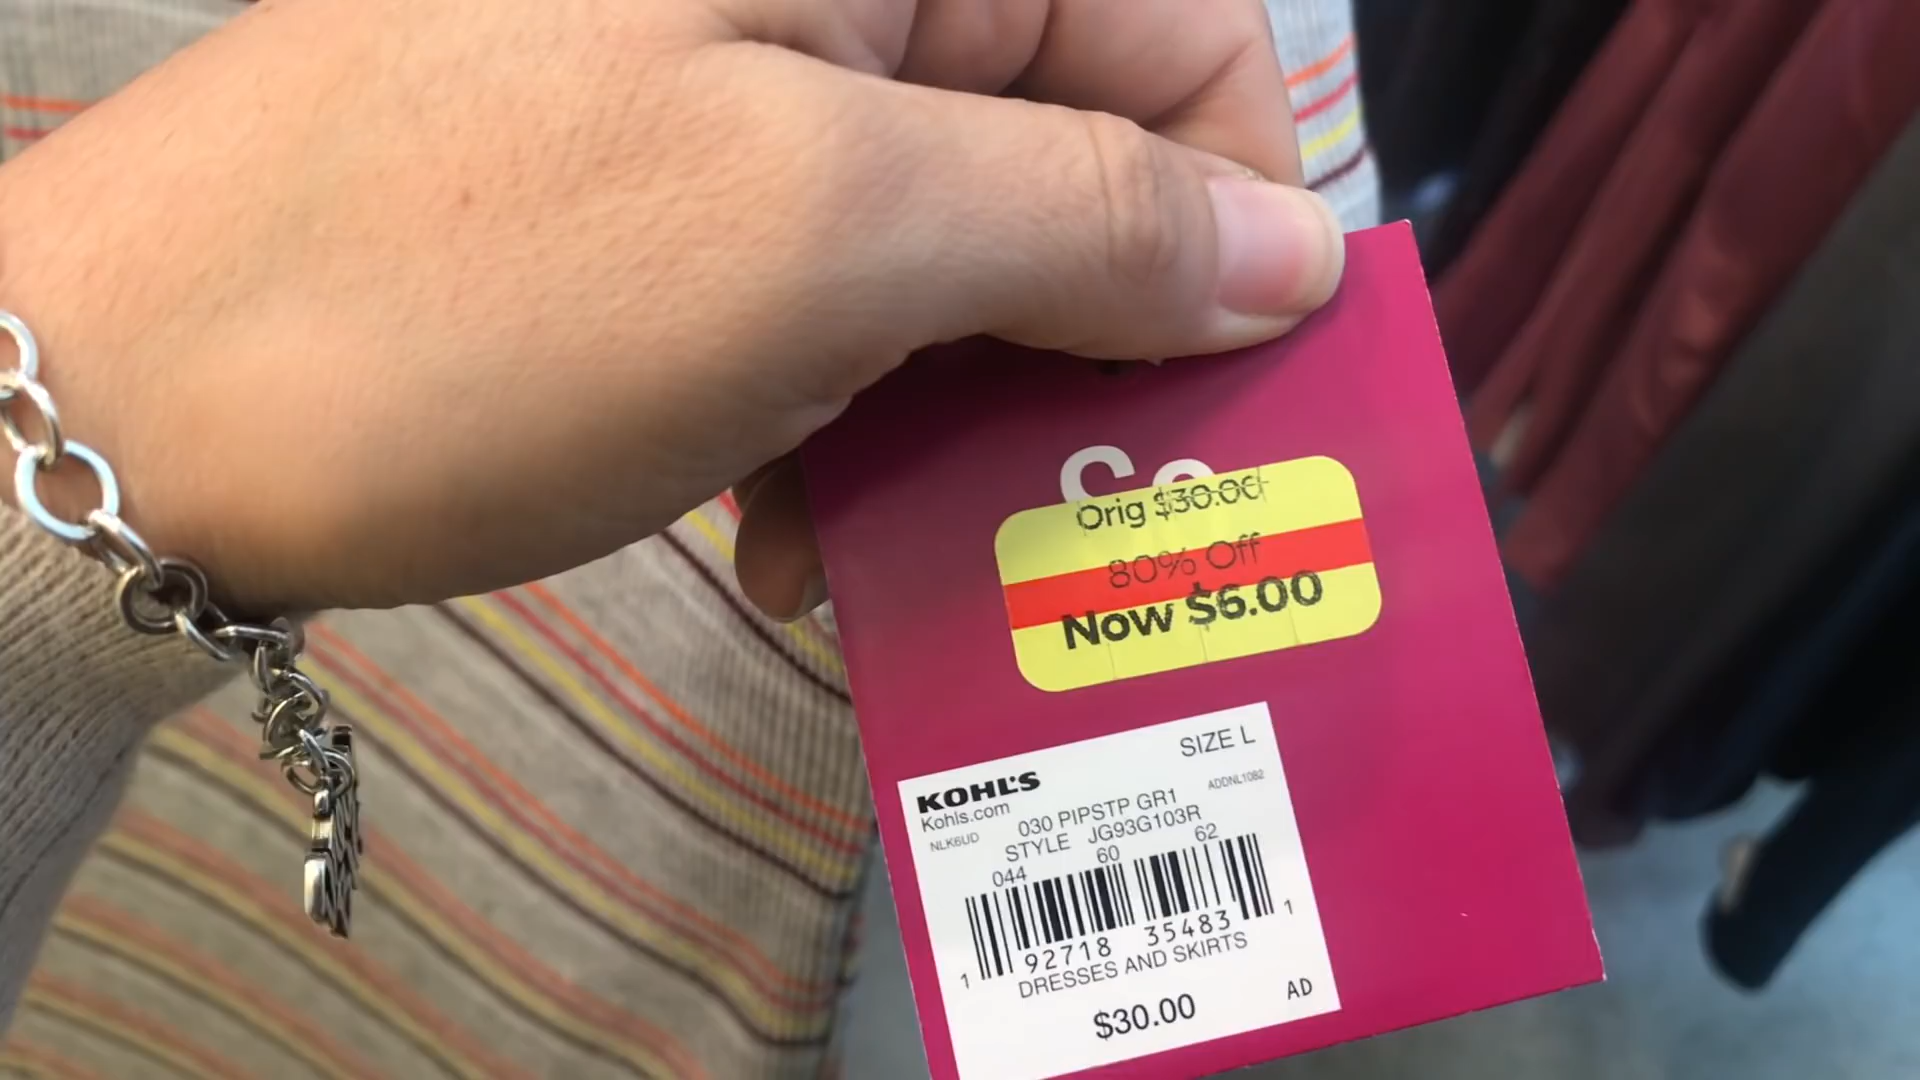 So
Orig $30.00
80% Off
Now $6.00
SIZE L
KOHL'S
Kohls.com
ADDNL1082
NLK6UD
030 PIPSTP GR1
STYLE JG93G103R
044 60 62
1 92718 35483 1
DRESSES AND SKIRTS
$30.00
AD